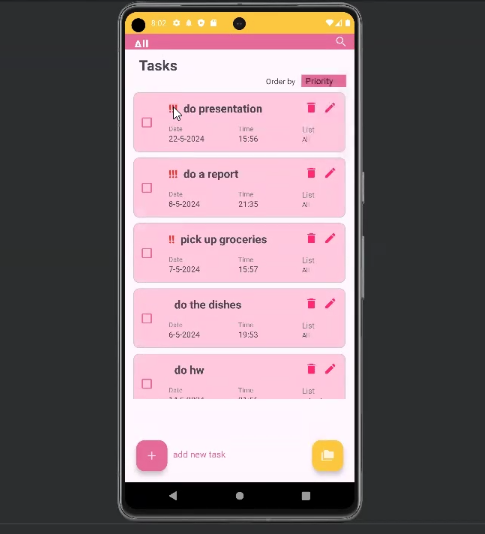 8:07
All
Tasks
Order by Priority
!!! do presentation
Date Time List
22-5-2024 15:56 All
!!! do a report
Date Time List
8-5-2024 21:35 All
!! pick up groceries
Date Time List
7-5-2024 15:57 All
do the dishes
Date Time List
6-5-2024 19:53 All
do hw
Date Time List
add new task